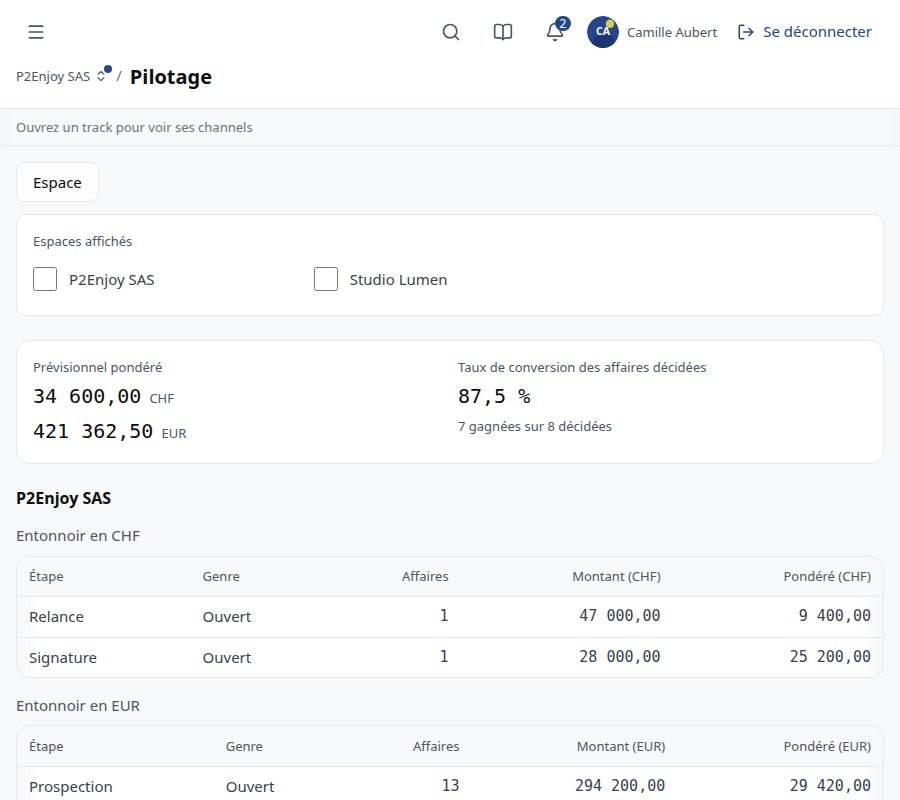 2
CA
Camille Aubert
Se déconnecter
P2Enjoy SAS / Pilotage
Ouvrez un track pour voir ses channels
Espace
Espaces affichés
P2Enjoy SAS
Studio Lumen
Prévisionnel pondéré
34 600,00 CHF
421 362,50 EUR
Taux de conversion des affaires décidées
87,5 %
7 gagnées sur 8 décidées
P2Enjoy SAS
Entonnoir en CHF
Étape Genre Affaires Montant (CHF) Pondéré (CHF)
Relance Ouvert 1 47 000,00 9 400,00
Signature Ouvert 1 28 000,00 25 200,00
Entonnoir en EUR
Étape Genre Affaires Montant (EUR) Pondéré (EUR)
Prospection Ouvert 13 294 200,00 29 420,00